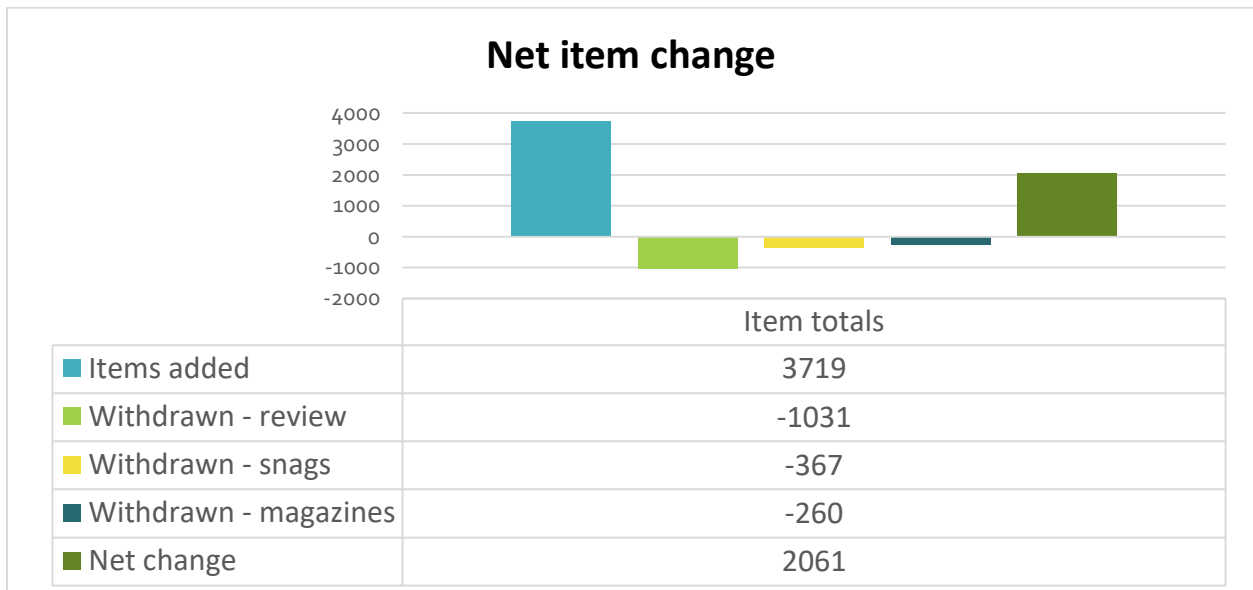 Net item change
4000
3000
2000
1000
0
-1000
-2000
Item totals
Items added 3719
Withdrawn - review -1031
Withdrawn - snags -367
Withdrawn - magazines -260
Net change 2061